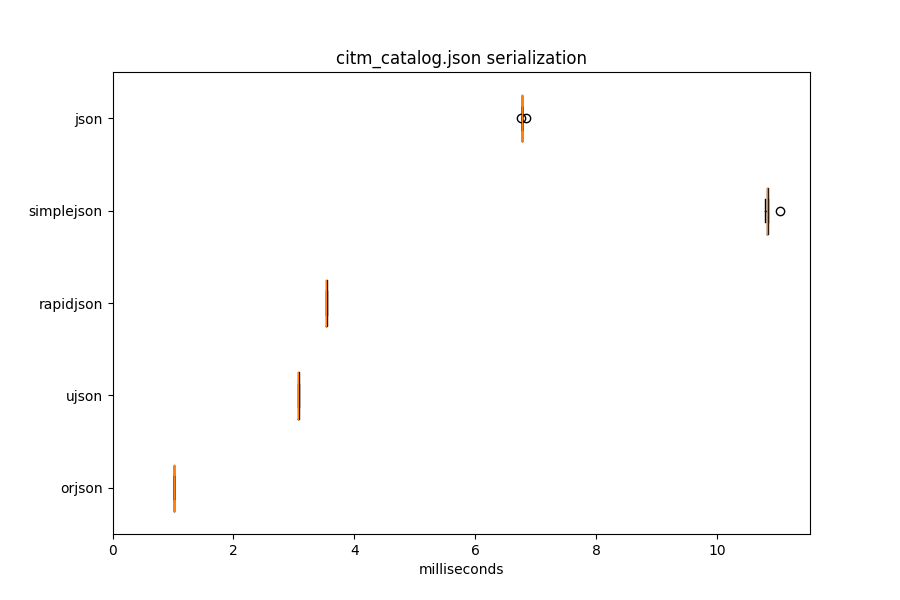 citm_catalog.json serialization
json
simplejson
rapidjson
ujson
orjson
0 2 4 6 8 10
milliseconds